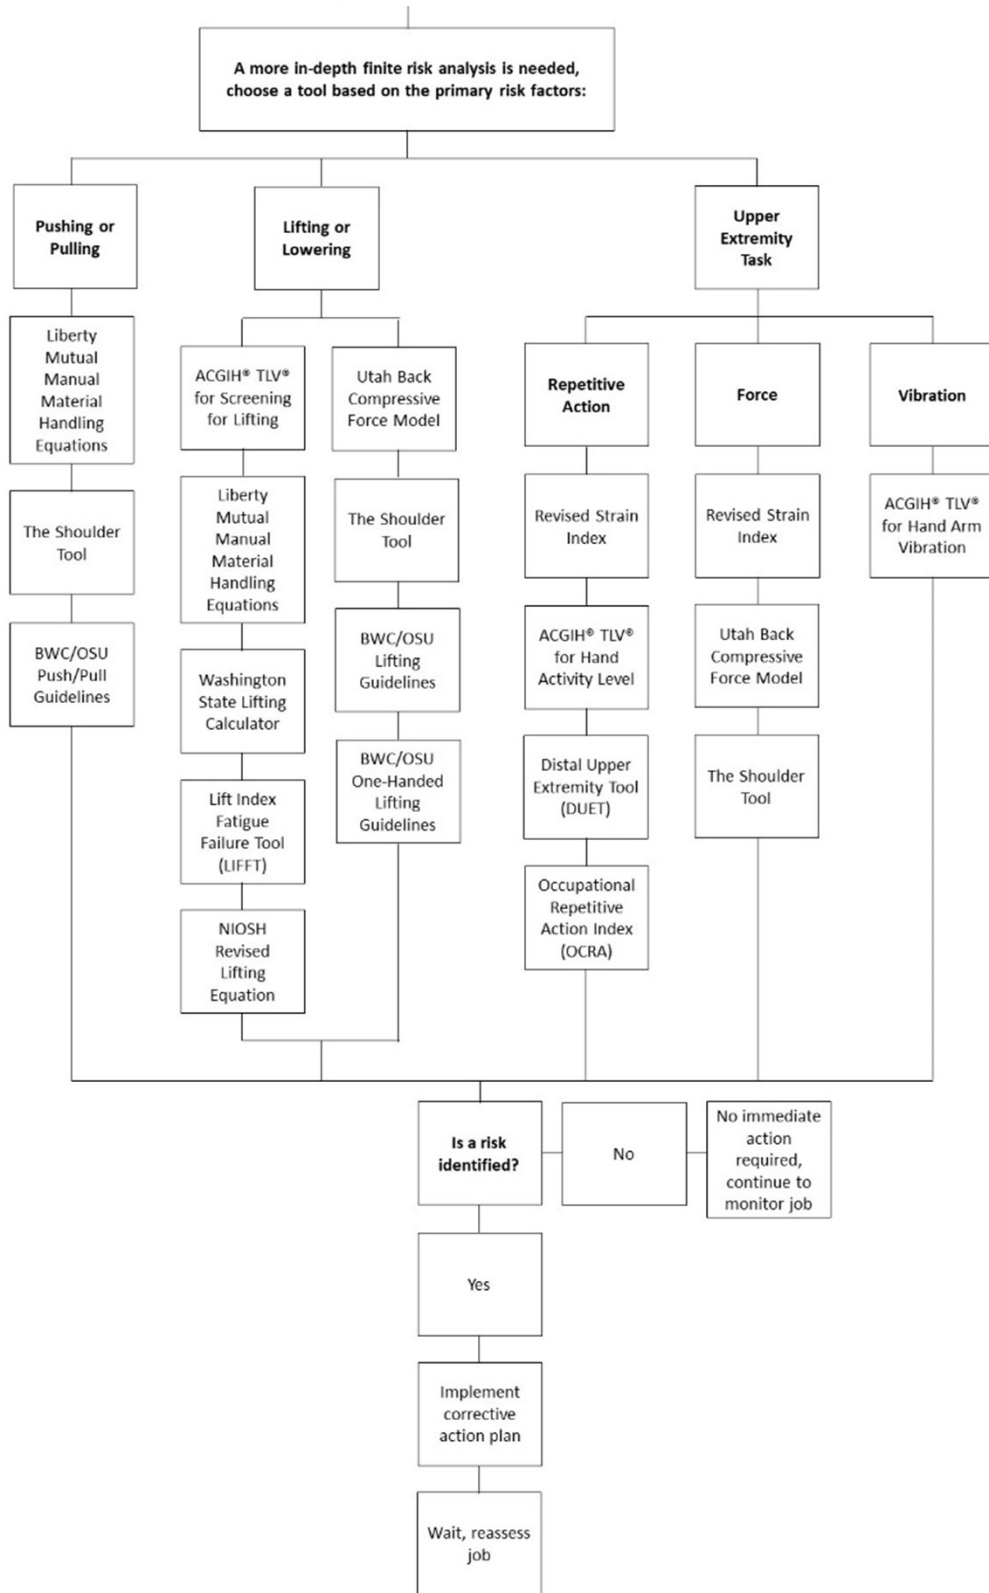 A more in-depth finite risk analysis is needed,
choose a tool based on the primary risk factors:
Pushing or
Pulling
Liberty
Mutual
Manual
Material
Handling
Equations
The Shoulder
Tool
BWC/OSU
Push/Pull
Guidelines
Lifting or
Lowering
ACGIH® TLV®
for Screening
for Lifting
Liberty
Mutual
Manual
Material
Handling
Equations
Washington
State Lifting
Calculator
Lift Index
Fatigue
Failure Tool
(LIFFT)
NIOSH
Revised
Lifting
Equation
Utah Back
Compressive
Force Model
The Shoulder
Tool
BWC/OSU
Lifting
Guidelines
BWC/OSU
One-Handed
Lifting
Guidelines
Upper
Extremity
Task
Repetitive
Action
Revised Strain
Index
ACGIH® TLV®
for Hand
Activity Level
Distal Upper
Extremity Tool
(DUET)
Occupational
Repetitive
Action Index
(OCRA)
Force
Revised Strain
Index
Utah Back
Compressive
Force Model
The Shoulder
Tool
Vibration
ACGIH® TLV®
for Hand Arm
Vibration
Is a risk
identified?
No
No immediate
action
required,
continue to
monitor job
Yes
Implement
corrective
action plan
Wait, reassess
job